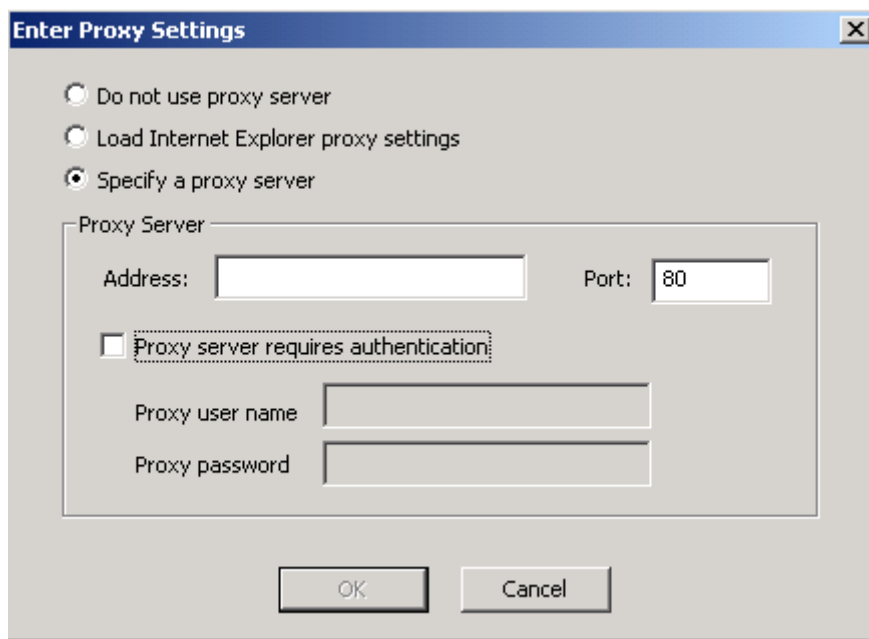 Enter Proxy Settings
Do not use proxy server
Load Internet Explorer proxy settings
Specify a proxy server
Proxy Server
Address: Port: 80
Proxy server requires authentication
Proxy user name
Proxy password
OK Cancel